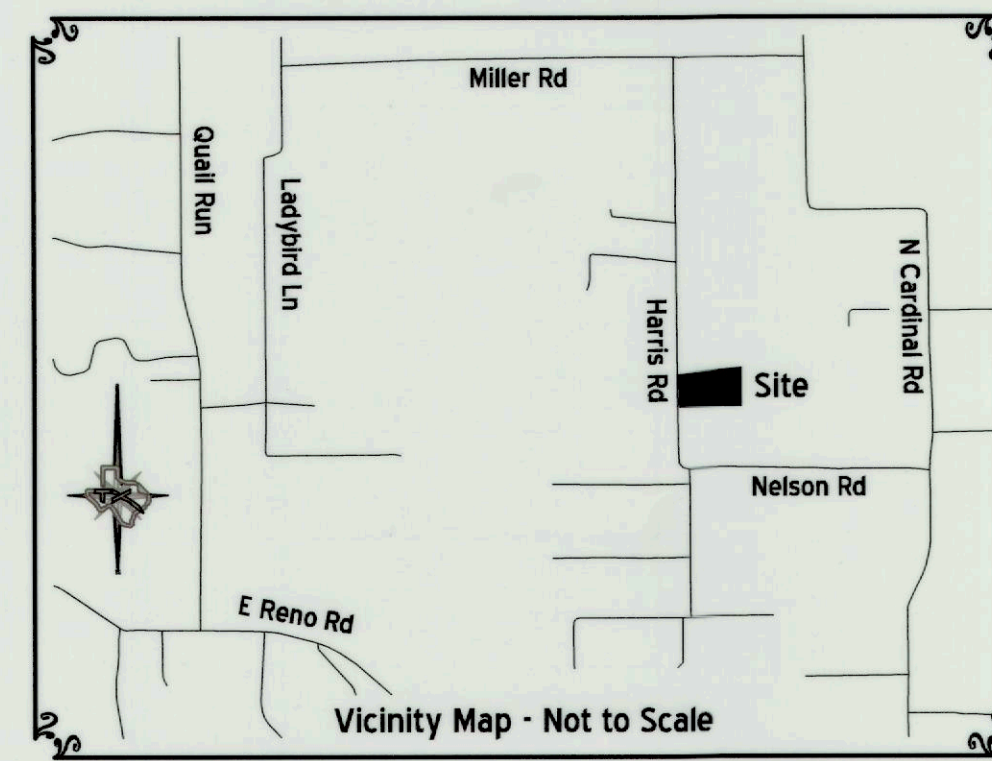 Miller Rd
Quail Run
Ladybird Ln
N Cardinal Rd
Harris Rd
Site
TX
Nelson Rd
E Reno Rd
Vicinity Map - Not to Scale